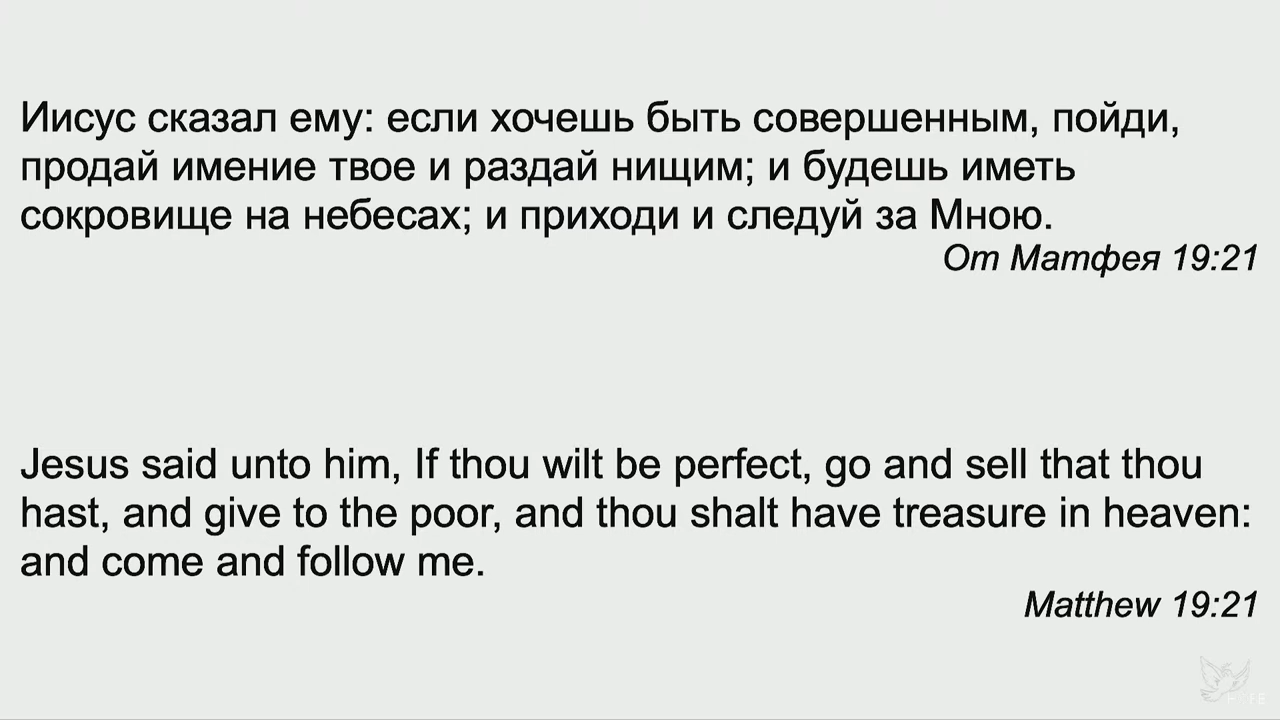 Иисус сказал ему: если хочешь быть совершенным, пойди,
продай имение твое и раздай нищим; и будешь иметь
сокровище на небесах; и приходи и следуй за Мною.
От Матфея 19:21
Jesus said unto him, If thou wilt be perfect, go and sell that thou
hast, and give to the poor, and thou shalt have treasure in heaven:
and come and follow me.
Matthew 19:21